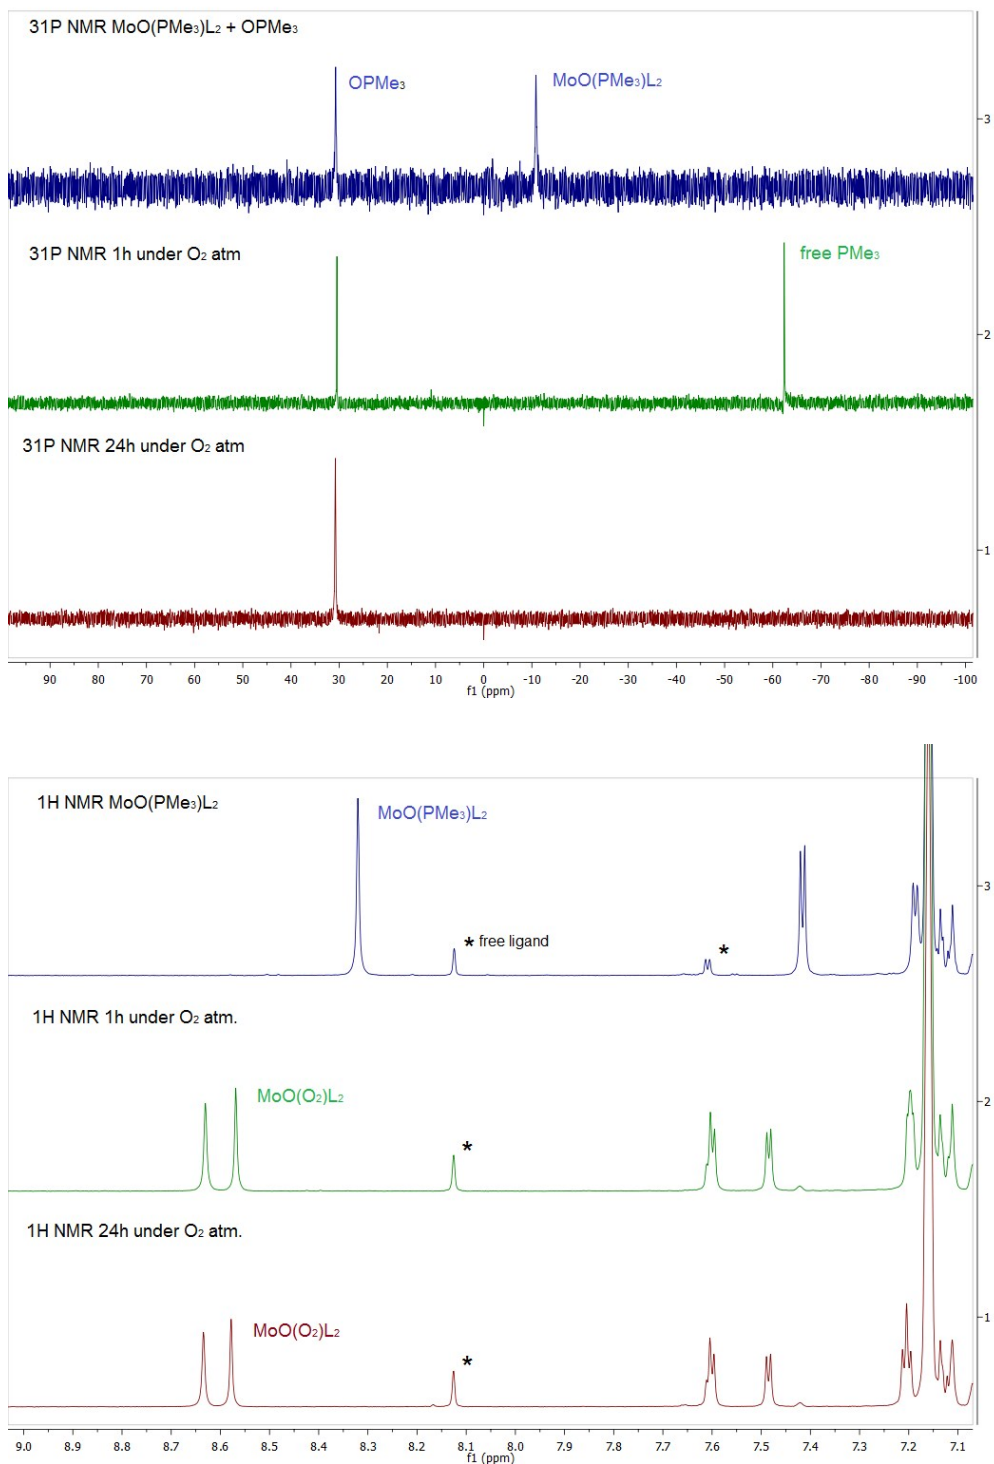 31P NMR MoO(PMe₃)L₂ + OPMe₃
OPMe₃
MoO(PMe₃)L₂
3
31P NMR 1h under O₂ atm
free PMe₃
2
31P NMR 24h under O₂ atm
1
90 80 70 60 50 40 30 20 10 0 -10 -20 -30 -40 -50 -60 -70 -80 -90 -100
f1 (ppm)
1H NMR MoO(PMe₃)L₂
MoO(PMe₃)L₂
3
* free ligand
*
1H NMR 1h under O₂ atm.
2
MoO(O₂)L₂
*
1H NMR 24h under O₂ atm.
1
MoO(O₂)L₂
*
9.0 8.9 8.8 8.7 8.6 8.5 8.4 8.3 8.2 8.1 8.0 7.9 7.8 7.7 7.6 7.5 7.4 7.3 7.2 7.1
f1 (ppm)